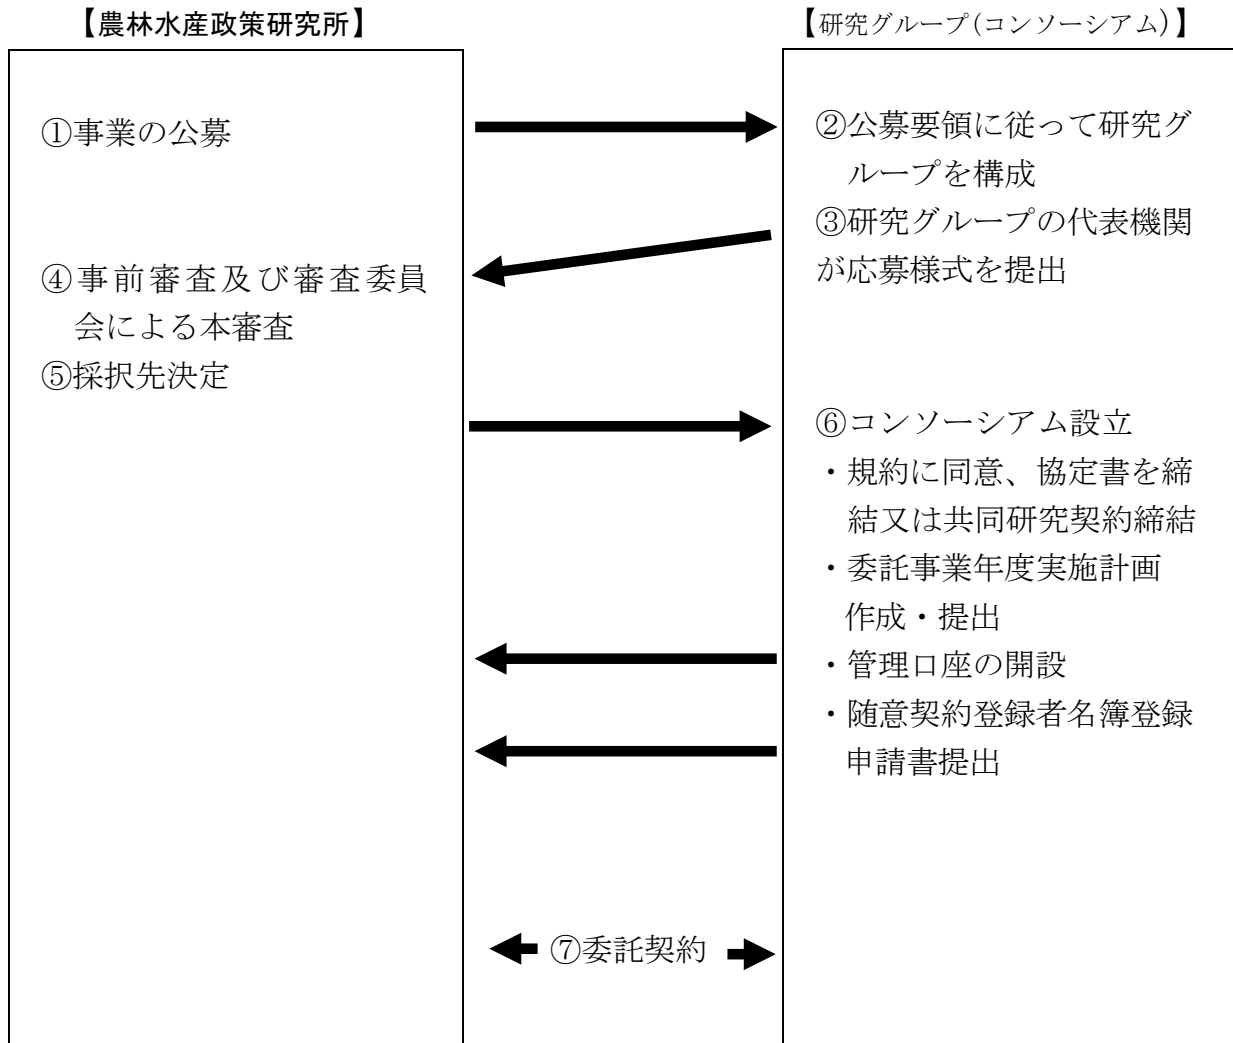 【農林水産政策研究所】
【研究グループ(コンソーシアム)】
①事業の公募
②公募要領に従って研究グ
ループを構成
③研究グループの代表機関
が応募様式を提出
④事前審査及び審査委員
会による本審査
⑤採択先決定
⑥コンソーシアム設立
・規約に同意、協定書を締
結又は共同研究契約締結
・委託事業年度実施計画
作成・提出
・管理口座の開設
・随意契約登録者名簿登録
申請書提出
⑦委託契約